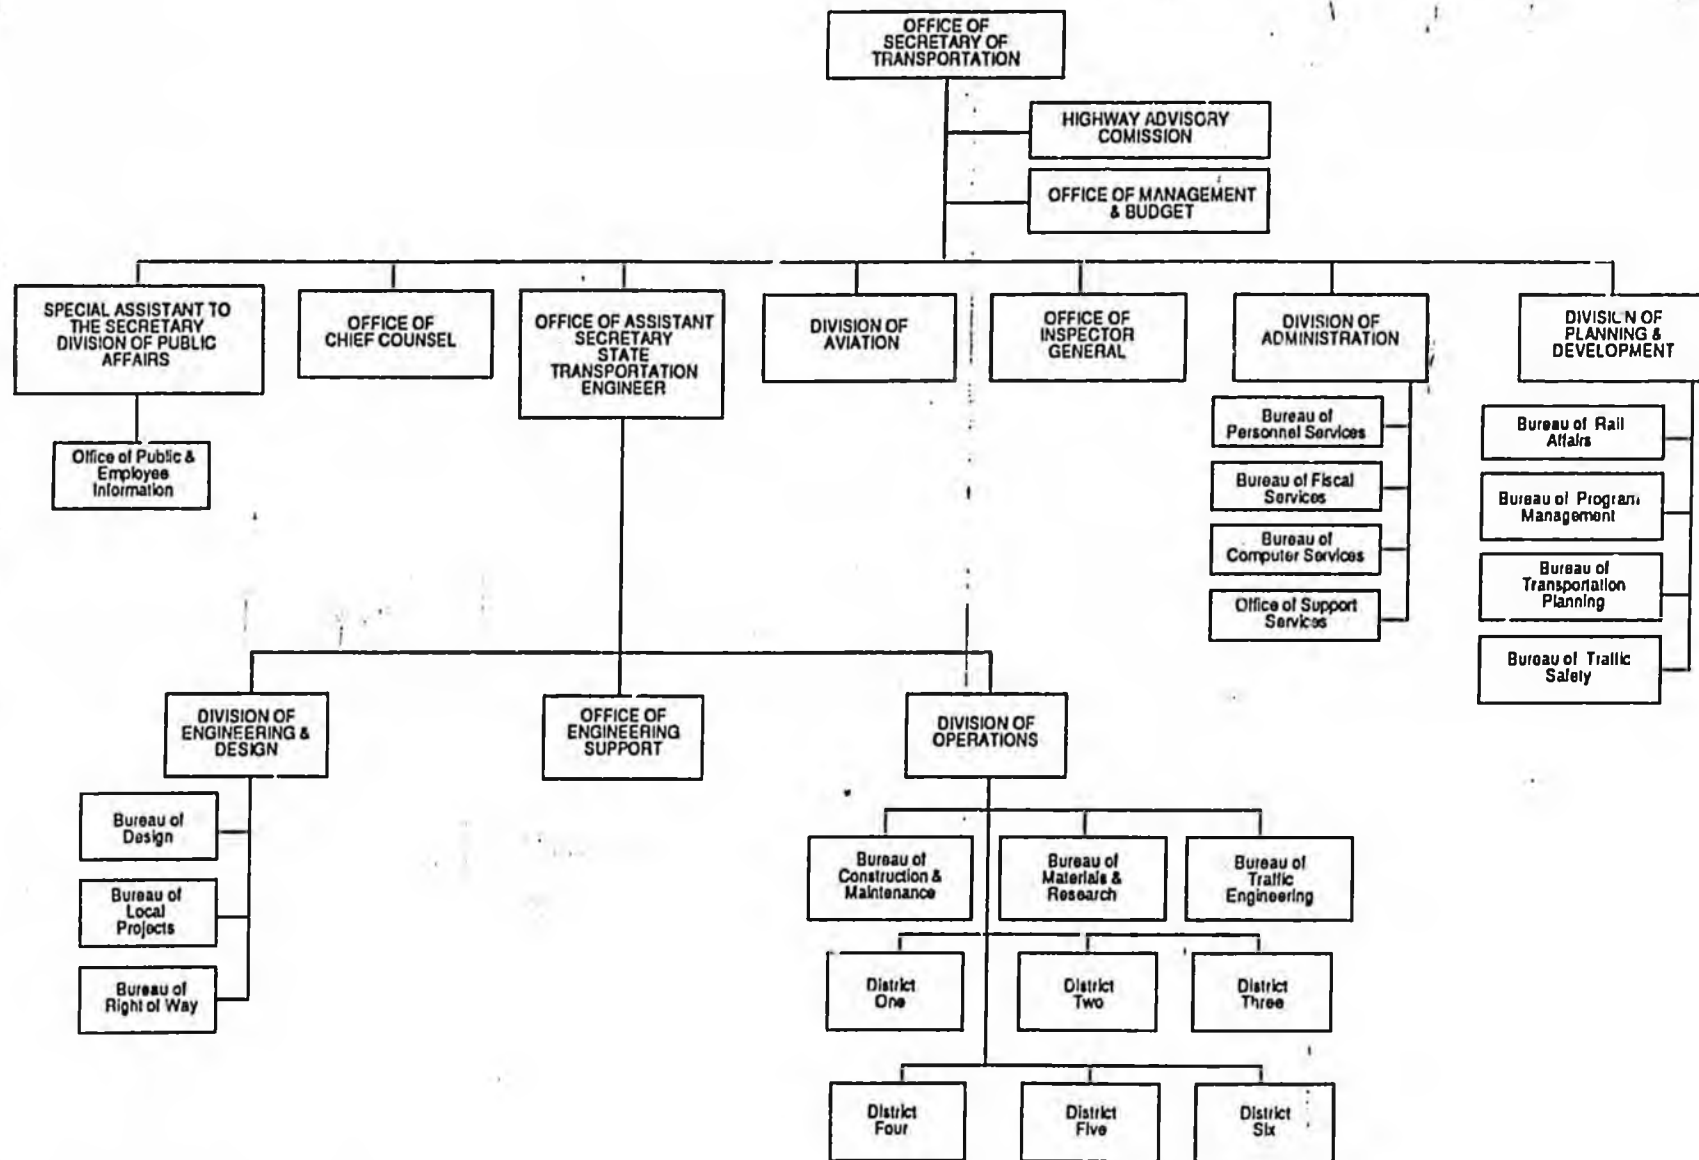 OFFICE OF
SECRETARY OF
TRANSPORTATION
HIGHWAY ADVISORY
COMISSION
OFFICE OF MANAGEMENT
& BUDGET
SPECIAL ASSISTANT TO
THE SECRETARY
DIVISION OF PUBLIC
AFFAIRS
OFFICE OF
CHIEF COUNSEL
OFFICE OF ASSISTANT
SECRETARY
STATE
TRANSPORTATION
ENGINEER
DIVISION OF
AVIATION
OFFICE OF
INSPECTOR
GENERAL
DIVISION OF
ADMINISTRATION
DIVISION OF
PLANNING &
DEVELOPMENT
Office of Public &
Employee
Information
Bureau of
Personnel Services
Bureau of Fiscal
Services
Bureau of
Computer Services
Office of Support
Services
Bureau of Rail
Affairs
Bureau of Program
Management
Bureau of
Transportation
Planning
Bureau of Traffic
Safety
DIVISION OF
ENGINEERING &
DESIGN
OFFICE OF
ENGINEERING
SUPPORT
DIVISION OF
OPERATIONS
Bureau of
Design
Bureau of
Local
Projects
Bureau of
Right of Way
Bureau of
Construction &
Maintenance
Bureau of
Materials &
Research
Bureau of
Traffic
Engineering
District
One
District
Two
District
Three
District
Four
District
Five
District
Six